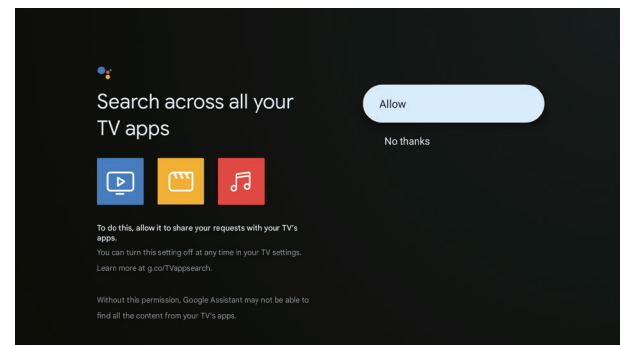 Search across all your
TV apps
To do this, allow it to share your requests with your TV's
apps.
You can turn this setting off at any time in your TV settings.
Learn more at g.co/TVappsearch.
Without this permission, Google Assistant may not be able to
find all the content from your TV's apps.
Allow
No thanks